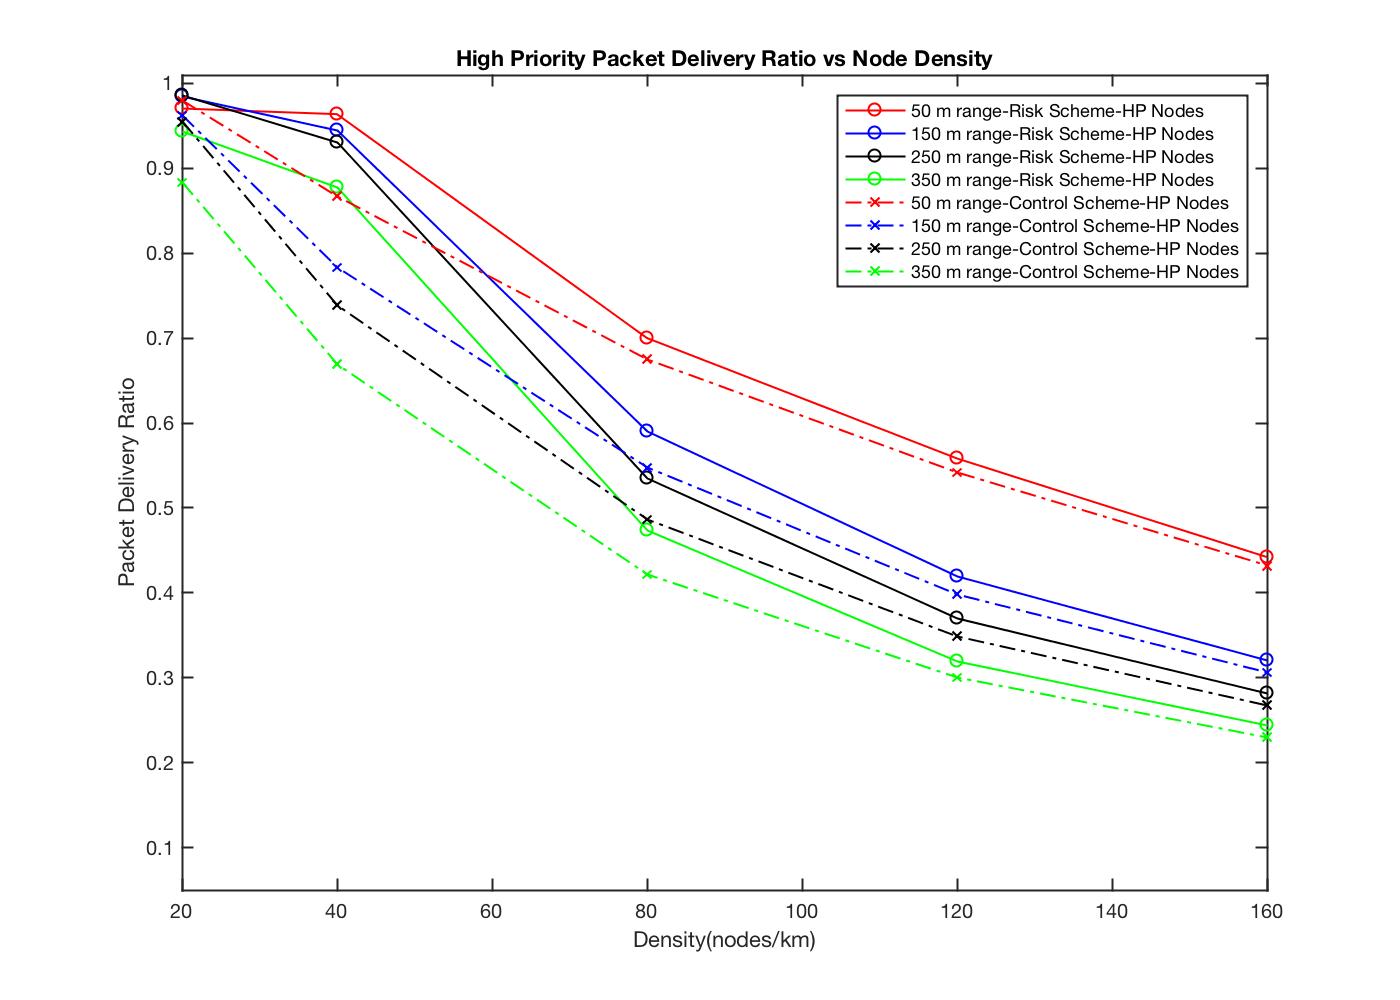 High Priority Packet Delivery Ratio vs Node Density
1
0.9
0.8
0.7
0.6
0.5
0.4
0.3
0.2
0.1
Packet Delivery Ratio
50 m range-Risk Scheme-HP Nodes
150 m range-Risk Scheme-HP Nodes
250 m range-Risk Scheme-HP Nodes
350 m range-Risk Scheme-HP Nodes
50 m range-Control Scheme-HP Nodes
150 m range-Control Scheme-HP Nodes
250 m range-Control Scheme-HP Nodes
350 m range-Control Scheme-HP Nodes
20 40 60 80 100 120 140 160
Density(nodes/km)